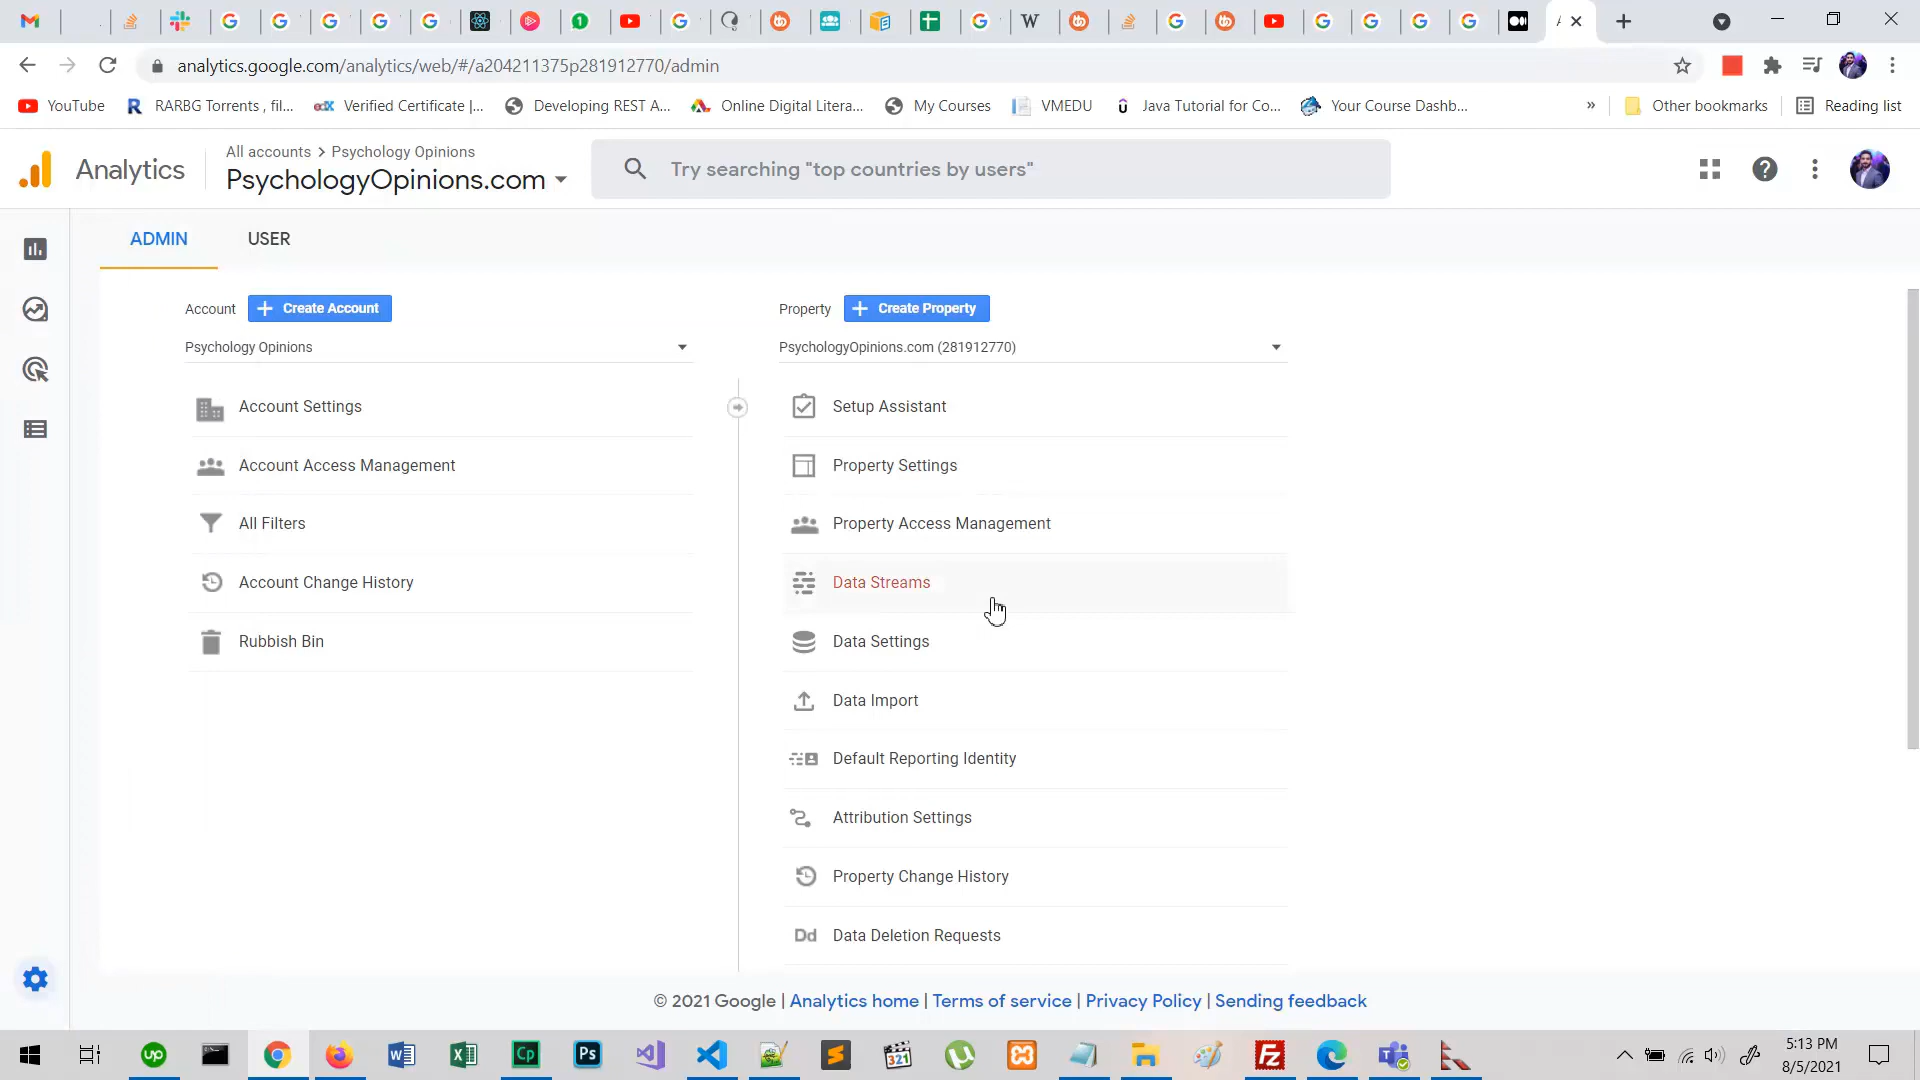 analytics.google.com/analytics/web/#/a204211375p281912770/admin
YouTube
RARBG Torrents , fil...
Verified Certificate |...
Developing REST A...
Online Digital Litera...
My Courses
VMEDU
Java Tutorial for Co...
Your Course Dashb...
»
Other bookmarks
Reading list
Analytics
All accounts > Psychology Opinions
PsychologyOpinions.com
Try searching "top countries by users"
ADMIN
USER
Account
+ Create Account
Property
+ Create Property
Psychology Opinions
PsychologyOpinions.com (281912770)
Account Settings
Account Access Management
All Filters
Account Change History
Rubbish Bin
Setup Assistant
Property Settings
Property Access Management
Data Streams
Data Settings
Data Import
Default Reporting Identity
Attribution Settings
Property Change History
Dd Data Deletion Requests
© 2021 Google | Analytics home | Terms of service | Privacy Policy | Sending feedback
5:13 PM
8/5/2021